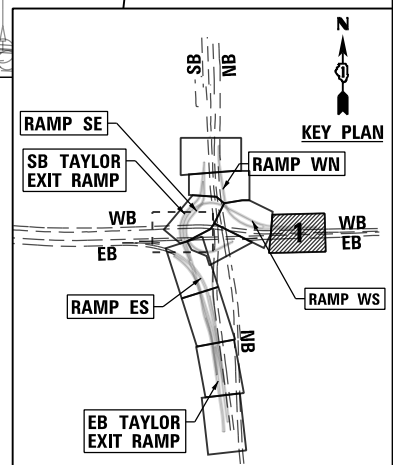 SB
NB
N
KEY PLAN
RAMP SE
SB TAYLOR
EXIT RAMP
RAMP WN
WB
EB
1
WB
EB
RAMP ES
RAMP WS
NB
EB TAYLOR
EXIT RAMP